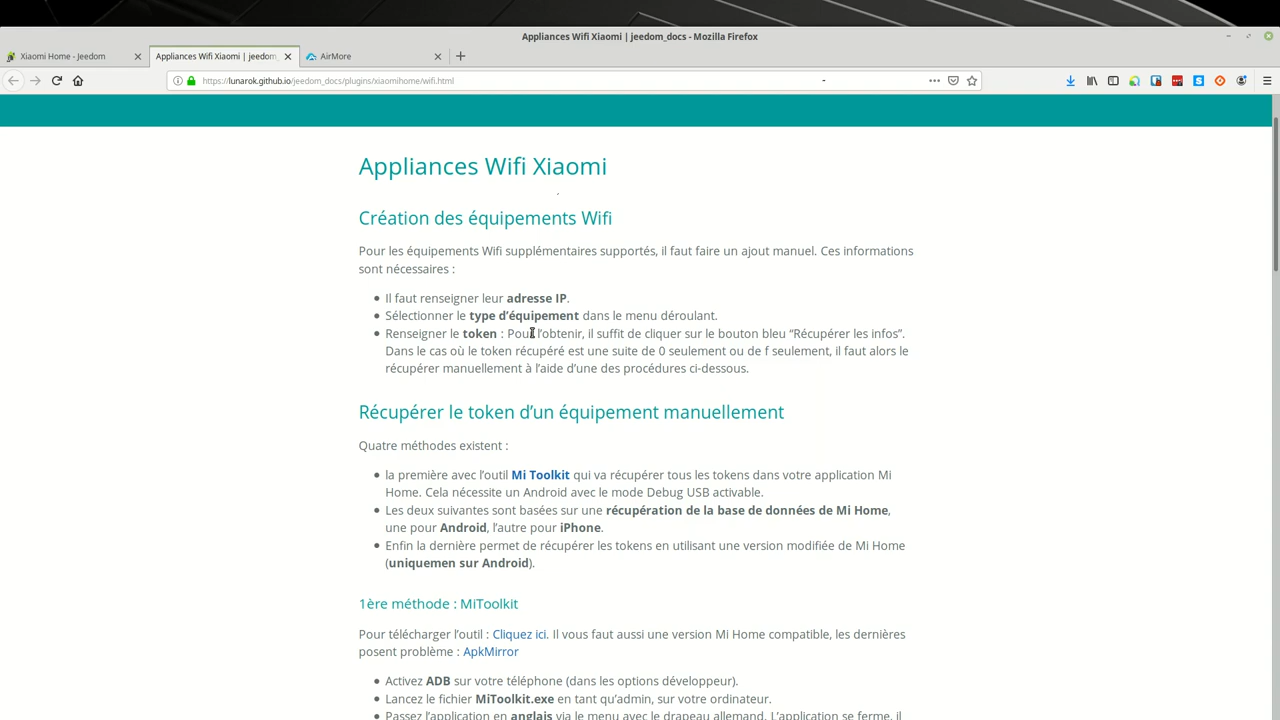 Appliances Wifi Xiaomi | jeedom_docs - Mozilla Firefox
Xiaomi Home - Jeedom
Appliances Wifi Xiaomi | jeedom_
AirMore
https://lunarok.github.io/jeedom_docs/plugins/xiaomihome/wifi.html
Appliances Wifi Xiaomi
Création des équipements Wifi
Pour les équipements Wifi supplémentaires supportés, il faut faire un ajout manuel. Ces informations
sont nécessaires :
Il faut renseigner leur adresse IP.
Sélectionner le type d’équipement dans le menu déroulant.
Renseigner le token : Pour l’obtenir, il suffit de cliquer sur le bouton bleu “Récupérer les infos”.
Dans le cas où le token récupéré est une suite de 0 seulement ou de f seulement, il faut alors le
récupérer manuellement à l’aide d’une des procédures ci-dessous.
Récupérer le token d’un équipement manuellement
Quatre méthodes existent :
la première avec l’outil Mi Toolkit qui va récupérer tous les tokens dans votre application Mi
Home. Cela nécessite un Android avec le mode Debug USB activable.
Les deux suivantes sont basées sur une récupération de la base de données de Mi Home,
une pour Android, l’autre pour iPhone.
Enfin la dernière permet de récupérer les tokens en utilisant une version modifiée de Mi Home
(uniquemen sur Android).
1ère méthode : MiToolkit
Pour télécharger l’outil : Cliquez ici. Il vous faut aussi une version Mi Home compatible, les dernières
posent problème : ApkMirror
Activez ADB sur votre téléphone (dans les options développeur).
Lancez le fichier MiToolkit.exe en tant qu’admin, sur votre ordinateur.
Passez l’application en anglais via le menu avec le drapeau allemand. L’application se ferme, il